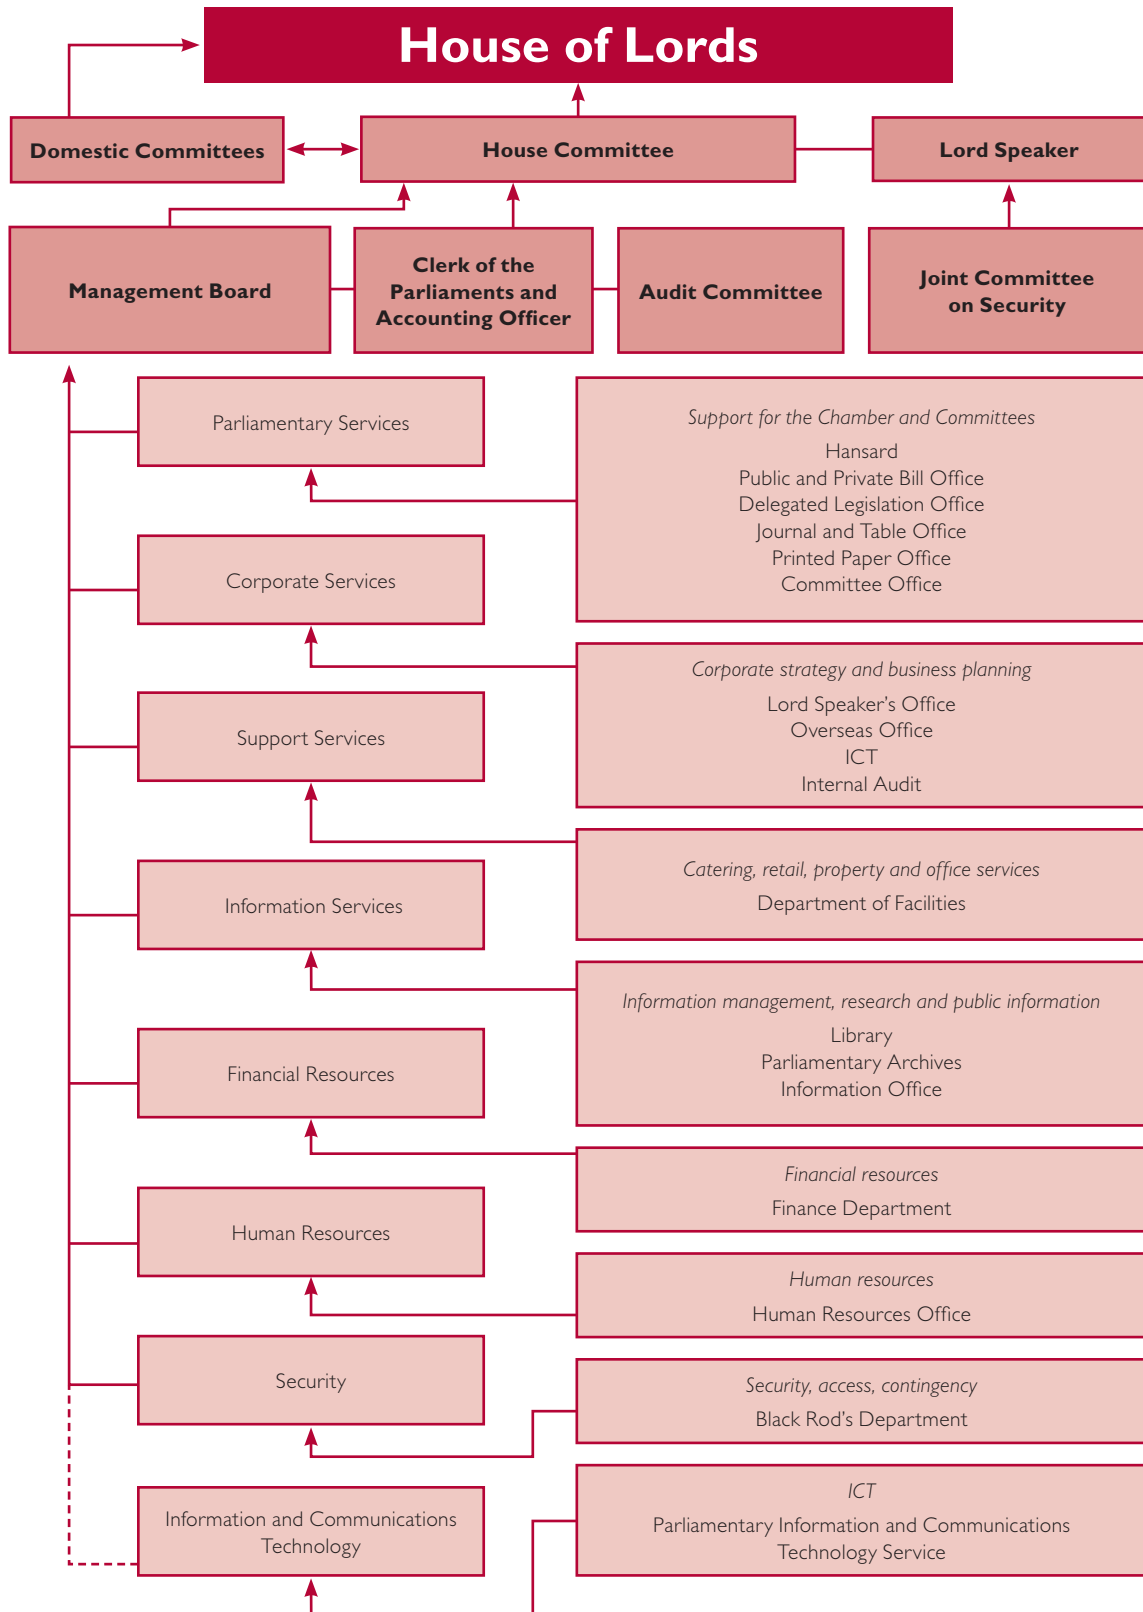 House of Lords
Domestic Committees
House Committee
Lord Speaker
Management Board
Clerk of the
Parliaments and
Accounting Officer
Audit Committee
Joint Committee
on Security
Parliamentary Services
Support for the Chamber and Committees
Hansard
Public and Private Bill Office
Delegated Legislation Office
Journal and Table Office
Printed Paper Office
Committee Office
Corporate Services
Corporate strategy and business planning
Lord Speaker’s Office
Overseas Office
ICT
Internal Audit
Support Services
Catering, retail, property and office services
Department of Facilities
Information Services
Information management, research and public information
Library
Parliamentary Archives
Information Office
Financial Resources
Financial resources
Finance Department
Human Resources
Human resources
Human Resources Office
Security
Security, access, contingency
Black Rod’s Department
Information and Communications
Technology
ICT
Parliamentary Information and Communications
Technology Service